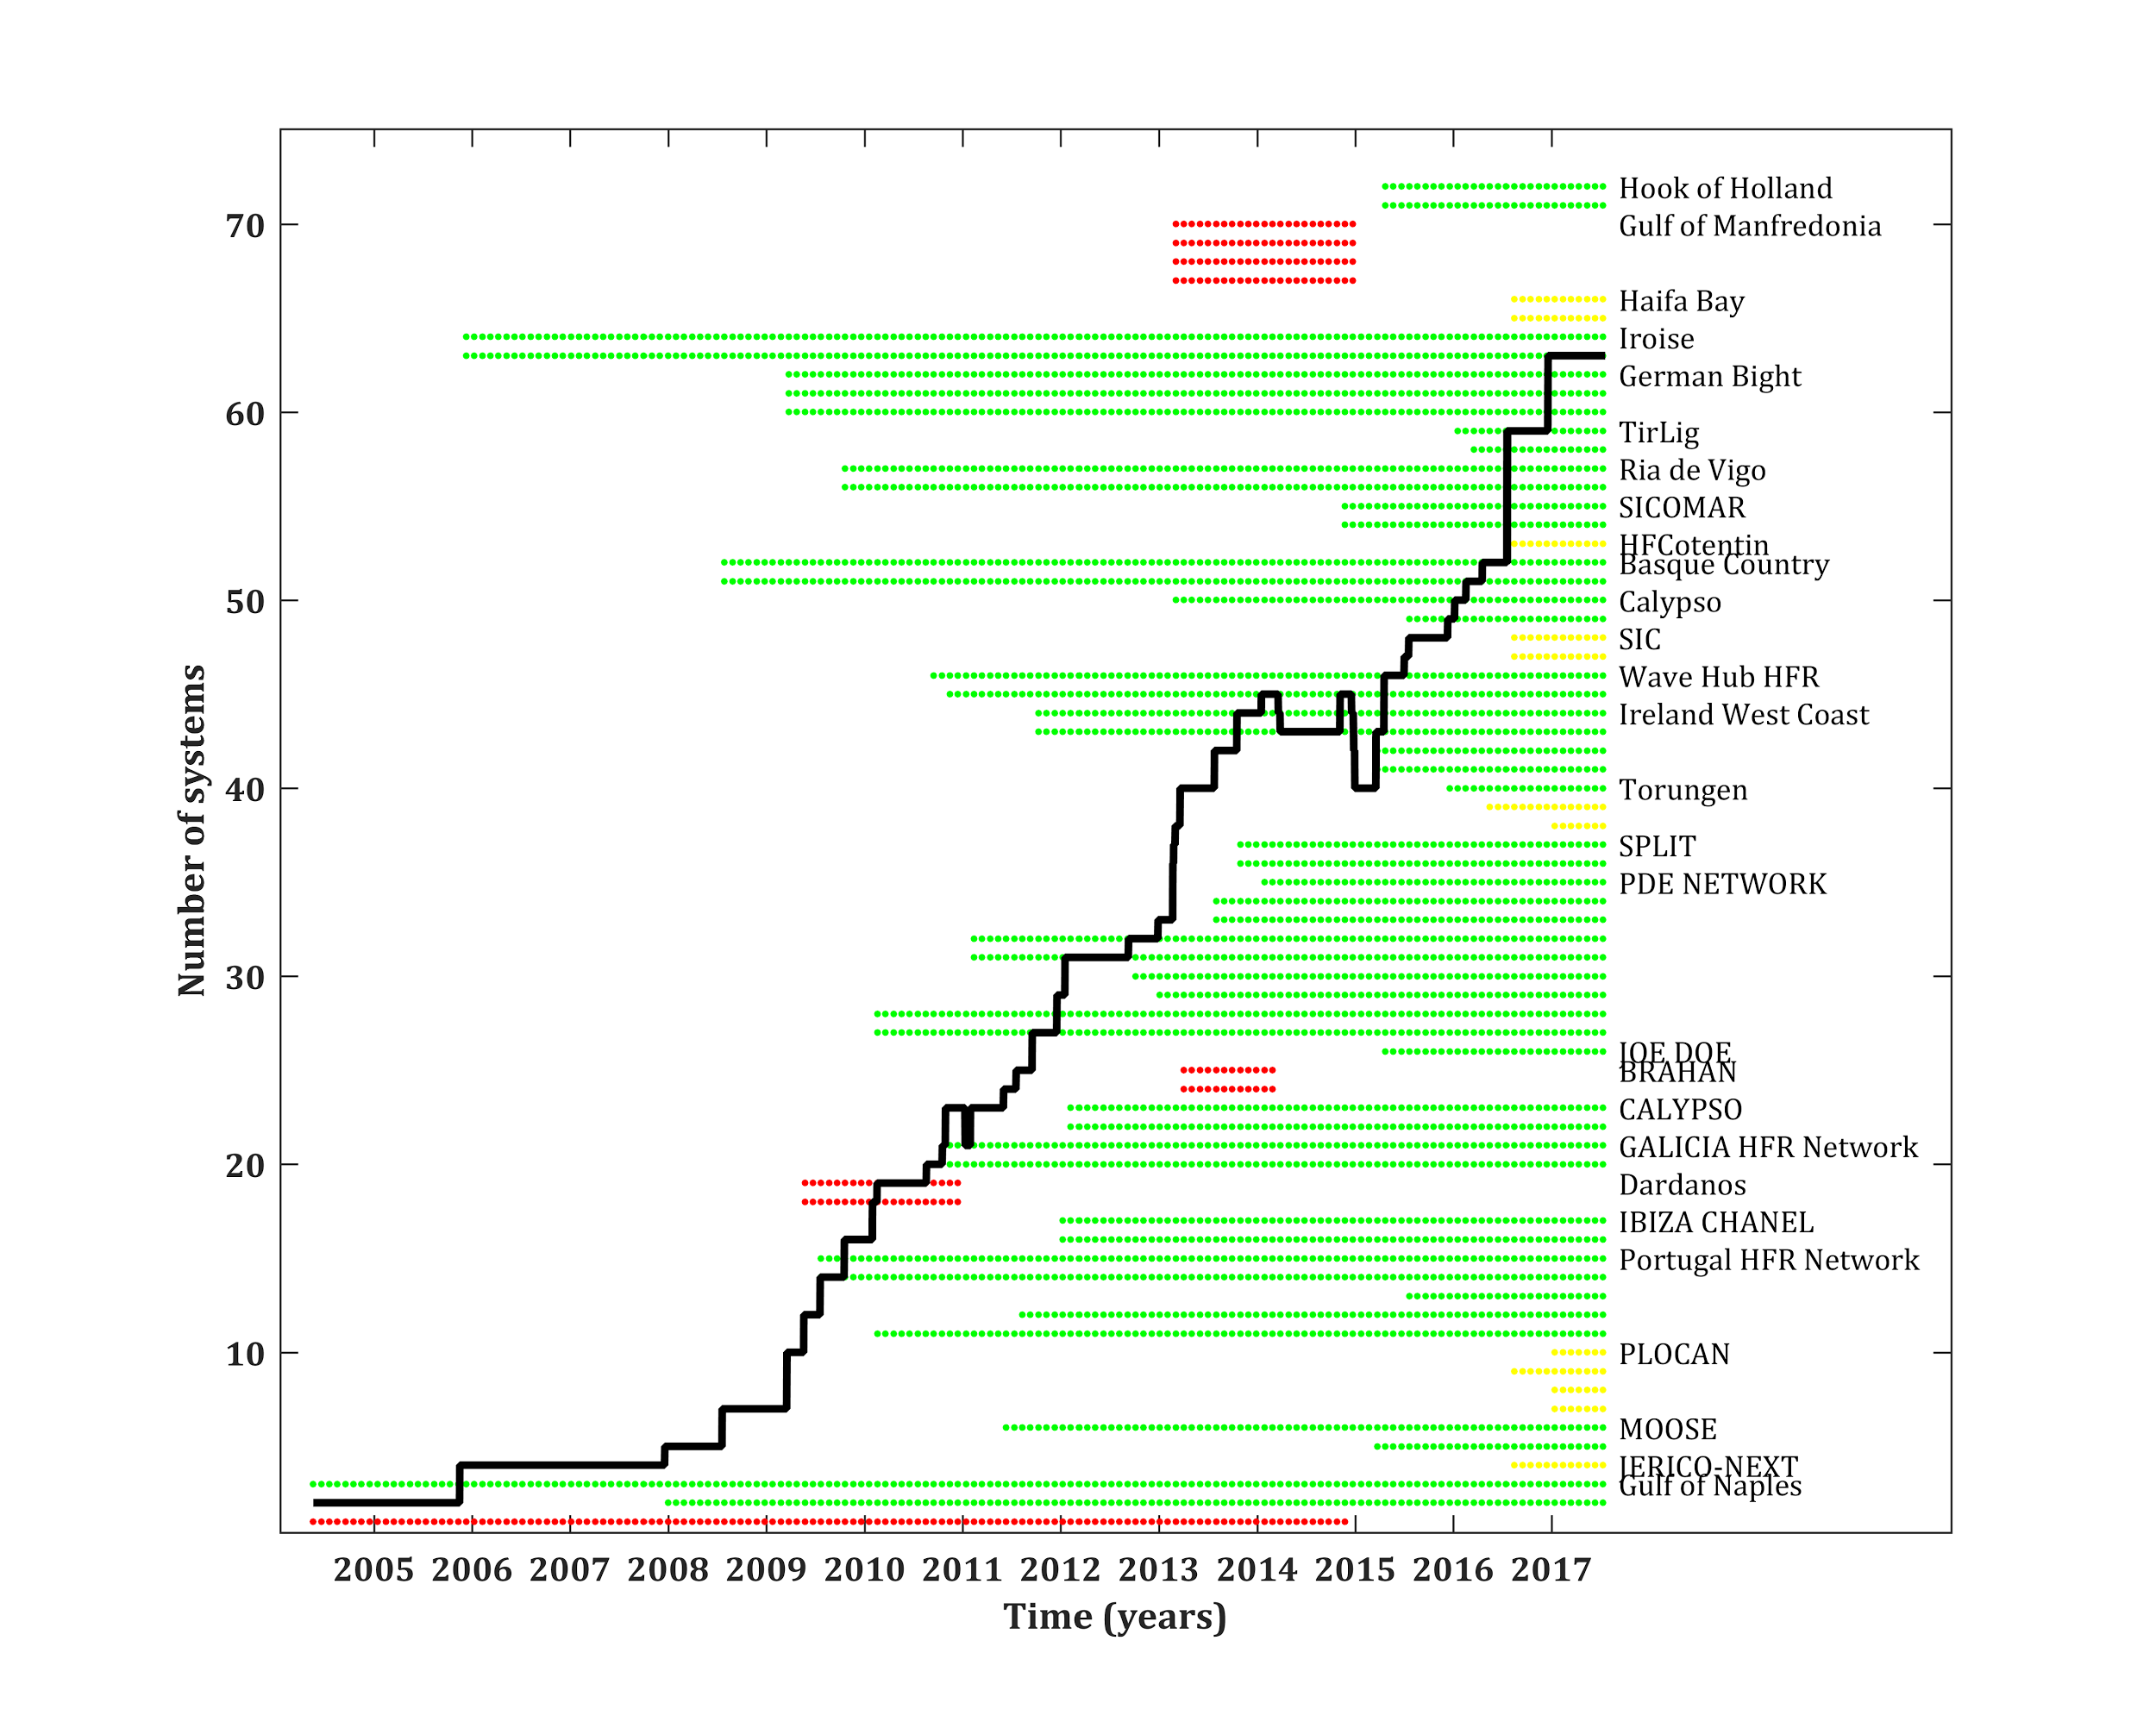 Hook of Holland
70
Gulf of Manfredonia
Haifa Bay
Iroise
German Bight
60
TirLig
Ria de Vigo
SICOMAR
HFCotentin
Basque Country
50
Calypso
SIC
Wave Hub HFR
Ireland West Coast
40
Torungen
SPLIT
PDE NETWORK
30
JOE DOE
BRAHAN
CALYPSO
GALICIA HFR Network
20
Dardanos
IBIZA CHANEL
Portugal HFR Network
10
PLOCAN
MOOSE
JERICO-NEXT
Gulf of Naples
Number of systems
2005 2006 2007 2008 2009 2010 2011 2012 2013 2014 2015 2016 2017
Time (years)